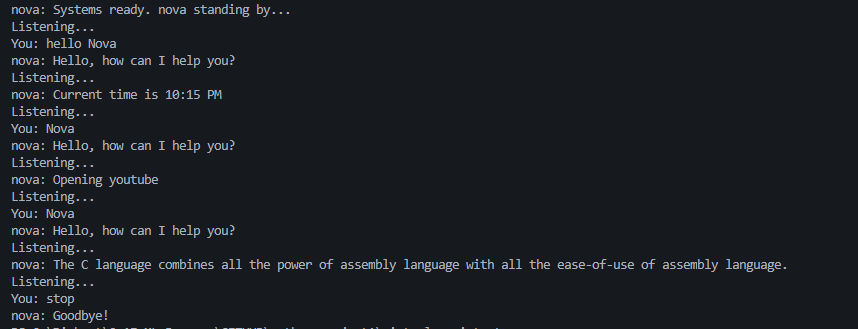 nova: Systems ready. nova standing by...
Listening...
You: hello Nova
nova: Hello, how can I help you?
Listening...
nova: Current time is 10:15 PM
Listening...
You: Nova
nova: Hello, how can I help you?
Listening...
nova: Opening youtube
Listening...
You: Nova
nova: Hello, how can I help you?
Listening...
nova: The C language combines all the power of assembly language with all the ease-of-use of assembly language.
Listening...
You: stop
nova: Goodbye!